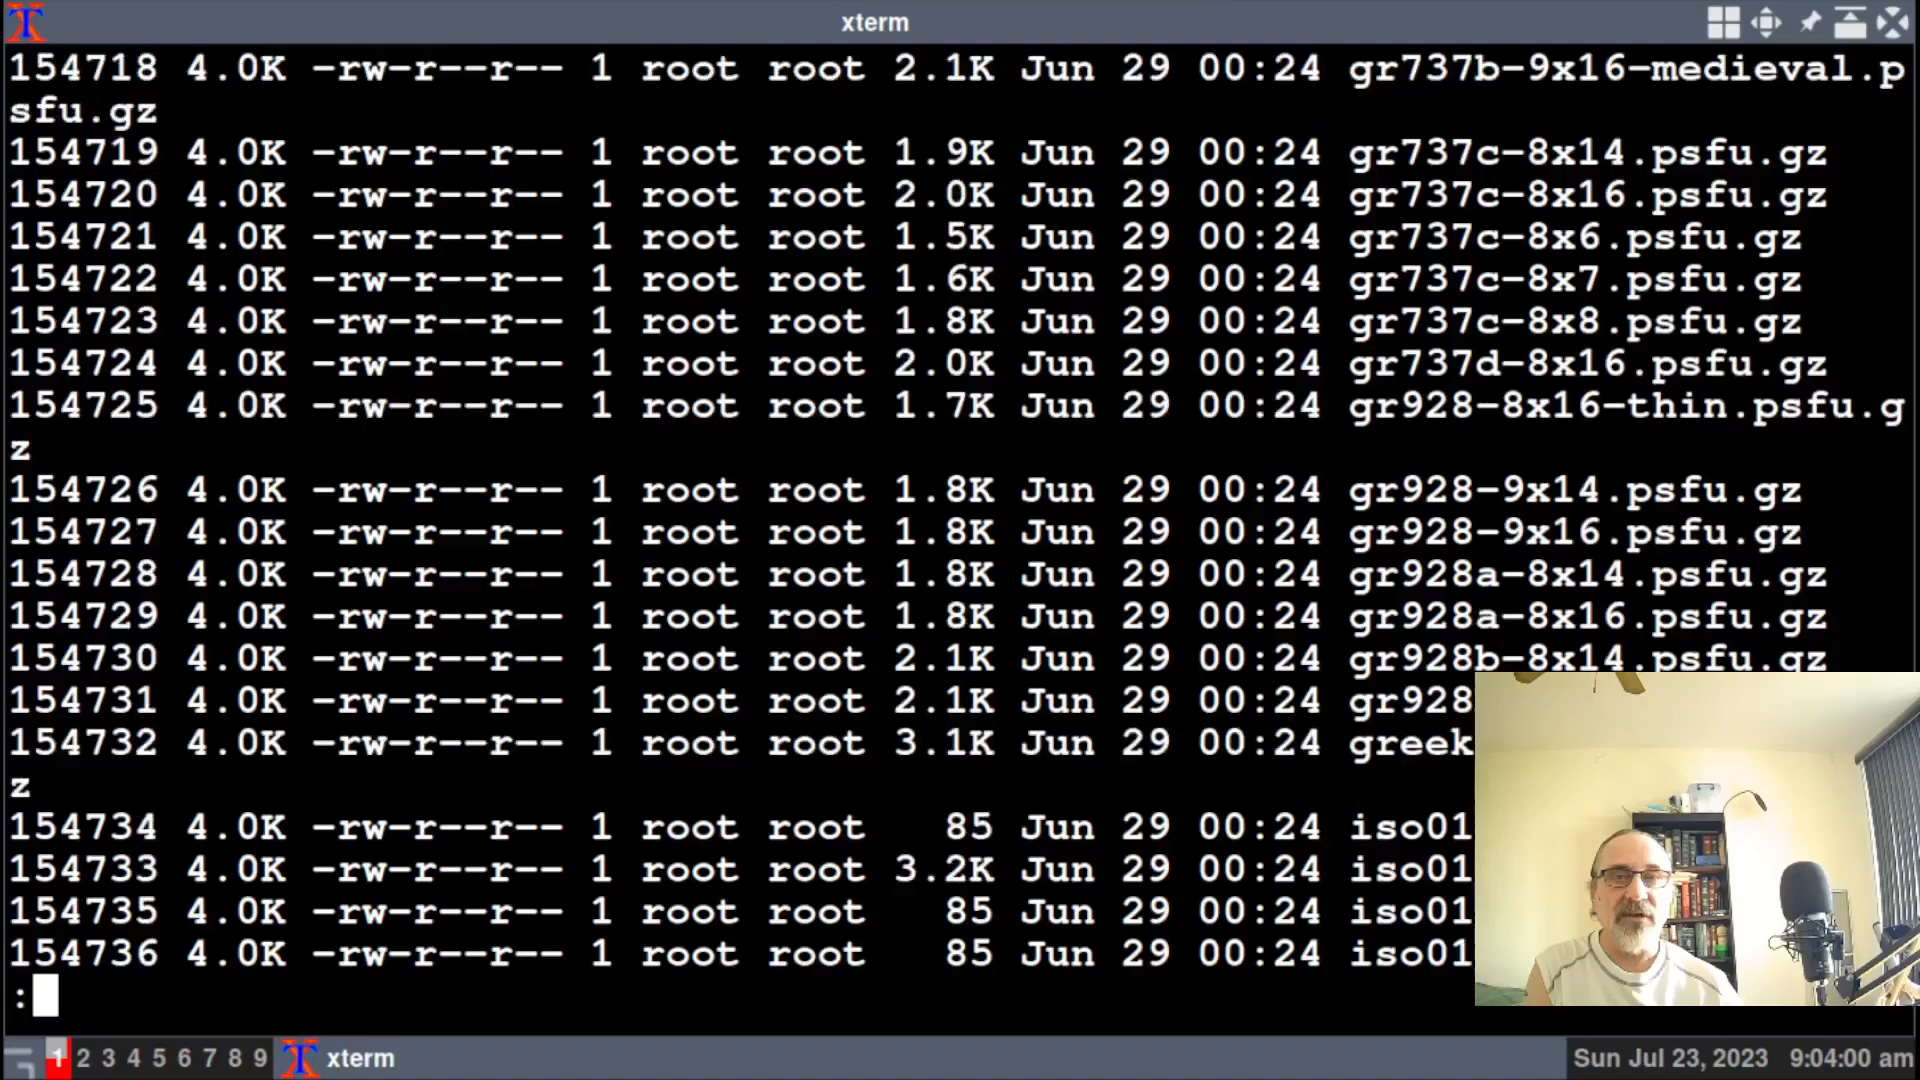 xterm
154718 4.0K -rw-r--r-- 1 root root 2.1K Jun 29 00:24 gr737b-9x16-medieval.p
sfu.gz
154719 4.0K -rw-r--r-- 1 root root 1.9K Jun 29 00:24 gr737c-8x14.psfu.gz
154720 4.0K -rw-r--r-- 1 root root 2.0K Jun 29 00:24 gr737c-8x16.psfu.gz
154721 4.0K -rw-r--r-- 1 root root 1.5K Jun 29 00:24 gr737c-8x6.psfu.gz
154722 4.0K -rw-r--r-- 1 root root 1.6K Jun 29 00:24 gr737c-8x7.psfu.gz
154723 4.0K -rw-r--r-- 1 root root 1.8K Jun 29 00:24 gr737c-8x8.psfu.gz
154724 4.0K -rw-r--r-- 1 root root 2.0K Jun 29 00:24 gr737d-8x16.psfu.gz
154725 4.0K -rw-r--r-- 1 root root 1.7K Jun 29 00:24 gr928-8x16-thin.psfu.g
z
154726 4.0K -rw-r--r-- 1 root root 1.8K Jun 29 00:24 gr928-9x14.psfu.gz
154727 4.0K -rw-r--r-- 1 root root 1.8K Jun 29 00:24 gr928-9x16.psfu.gz
154728 4.0K -rw-r--r-- 1 root root 1.8K Jun 29 00:24 gr928a-8x14.psfu.gz
154729 4.0K -rw-r--r-- 1 root root 1.8K Jun 29 00:24 gr928a-8x16.psfu.gz
154730 4.0K -rw-r--r-- 1 root root 2.1K Jun 29 00:24 gr928b-8x14.psfu.gz
154731 4.0K -rw-r--r-- 1 root root 2.1K Jun 29 00:24 gr928
154732 4.0K -rw-r--r-- 1 root root 3.1K Jun 29 00:24 greek
z
154734 4.0K -rw-r--r-- 1 root root 85 Jun 29 00:24 iso01
154733 4.0K -rw-r--r-- 1 root root 3.2K Jun 29 00:24 iso01
154735 4.0K -rw-r--r-- 1 root root 85 Jun 29 00:24 iso01
154736 4.0K -rw-r--r-- 1 root root 85 Jun 29 00:24 iso01
:
1 2 3 4 5 6 7 8 9 xterm Sun Jul 23, 2023 9:04:00 am